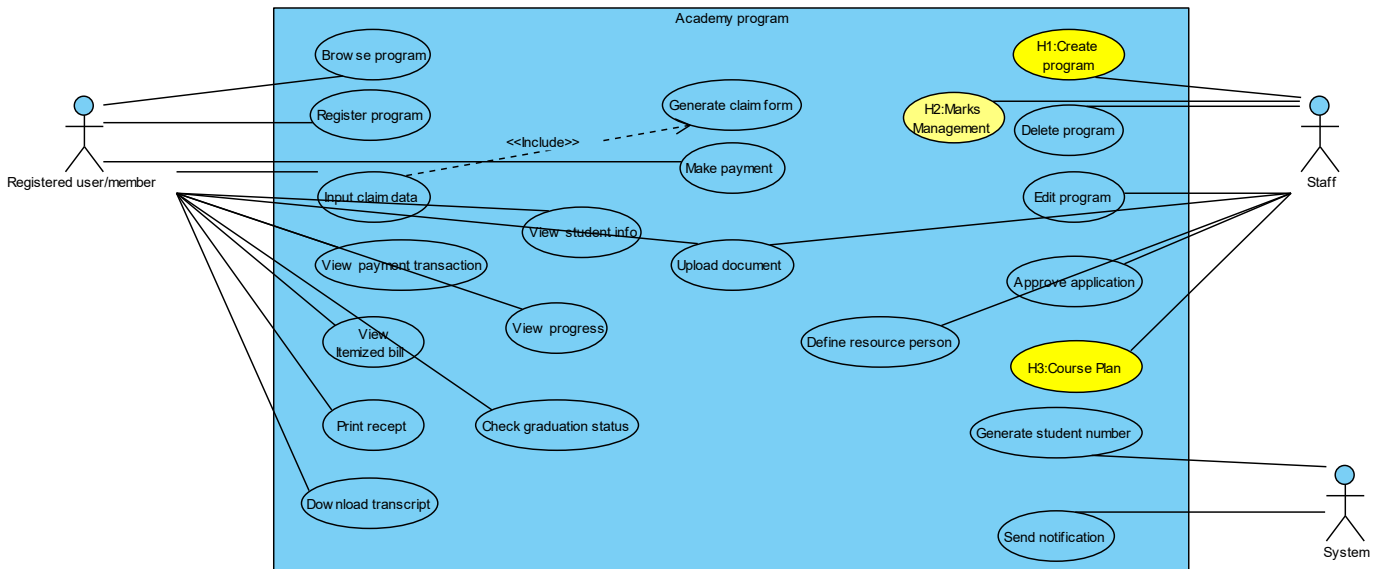 Academy program
Browse program
H1:Create
program
Register program
Generate claim form
H2:Marks
Management
Delete program
<<Include>>
Make payment
Registered user/member
Staff
Input claim data
Edit program
View student info
View payment transaction
Upload document
Approve application
View
Itemized bill
View progress
Define resource person
H3:Course Plan
Print recept
Check graduation status
Generate student number
Download transcript
Send notification
System